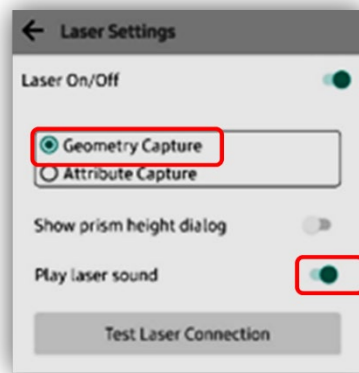 Laser Settings
Laser On/Off
Geometry Capture
Attribute Capture
Show prism height dialog
Play laser sound
Test Laser Connection